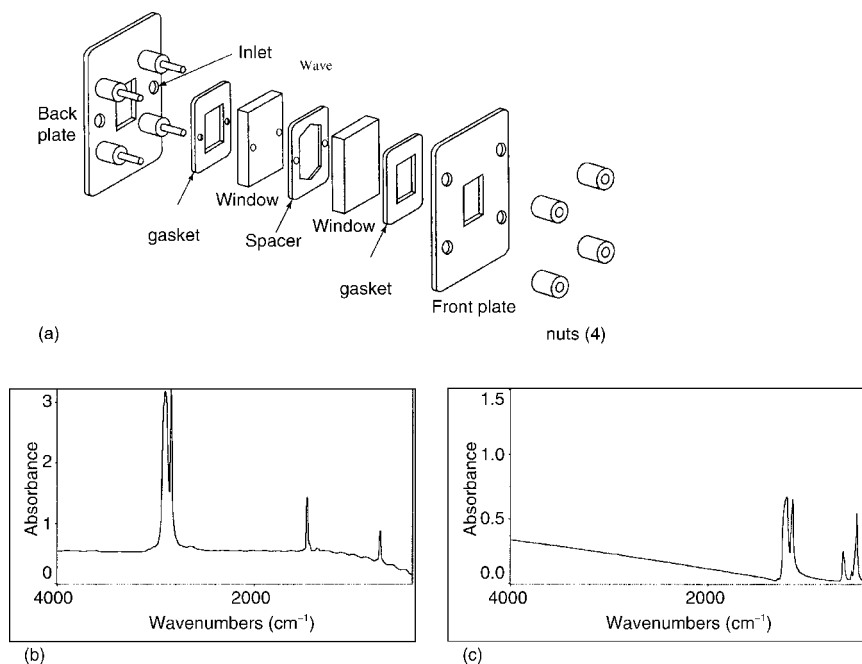 Inlet
Wave
Back
plate
Window
gasket
Spacer
Window
gasket
Front plate
(a)
nuts (4)
3
2
1
0
Absorbance
4000
2000
Wavenumbers (cm⁻¹)
(b)
1.5
1.0
0.5
0.0
Absorbance
4000
2000
Wavenumbers (cm⁻¹)
(c)